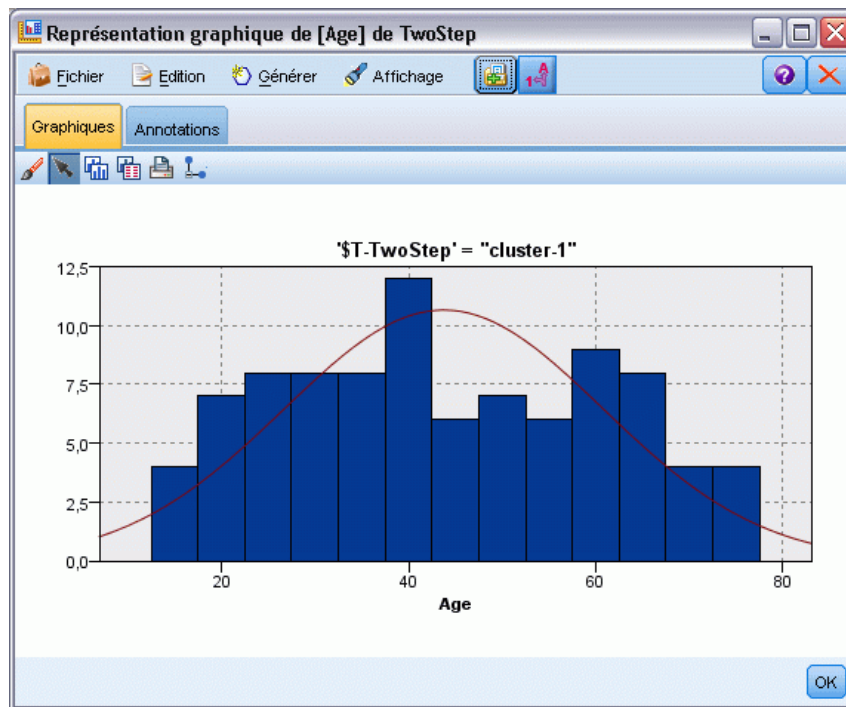 Représentation graphique de [Age] de TwoStep
Fichier Edition Générer Affichage
Graphiques Annotations
'$T-TwoStep' = "cluster-1"
12,5
10,0
7,5
5,0
2,5
0,0
20 40 60 80
Age
OK